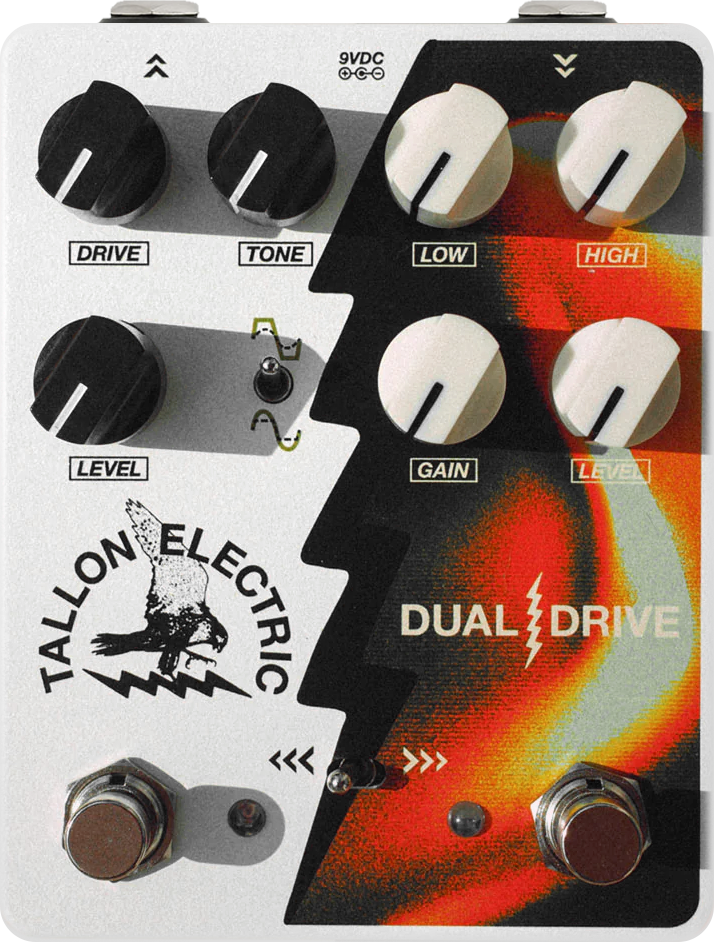 9VDC
DRIVE
TONE
LOW
HIGH
LEVEL
GAIN
LEVEL
TALLON ELECTRIC
DUAL DRIVE